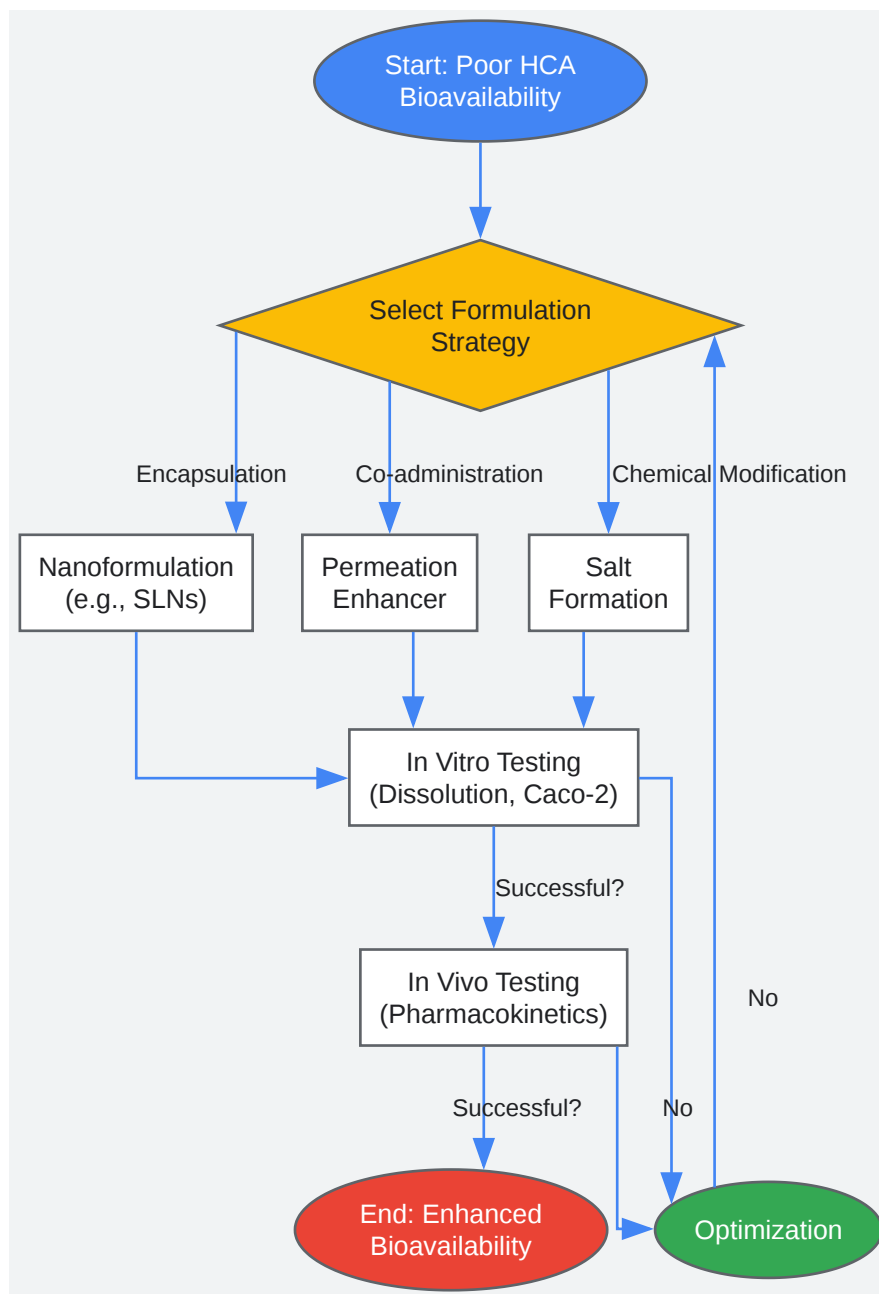 Start: Poor HCA
Bioavailability
Select Formulation
Strategy
Encapsulation
Co-administration
Chemical Modification
Nanoformulation
(e.g., SLNs)
Permeation
Enhancer
Salt
Formation
In Vitro Testing
(Dissolution, Caco-2)
Successful?
In Vivo Testing
(Pharmacokinetics)
No
Successful?
No
End: Enhanced
Bioavailability
Optimization